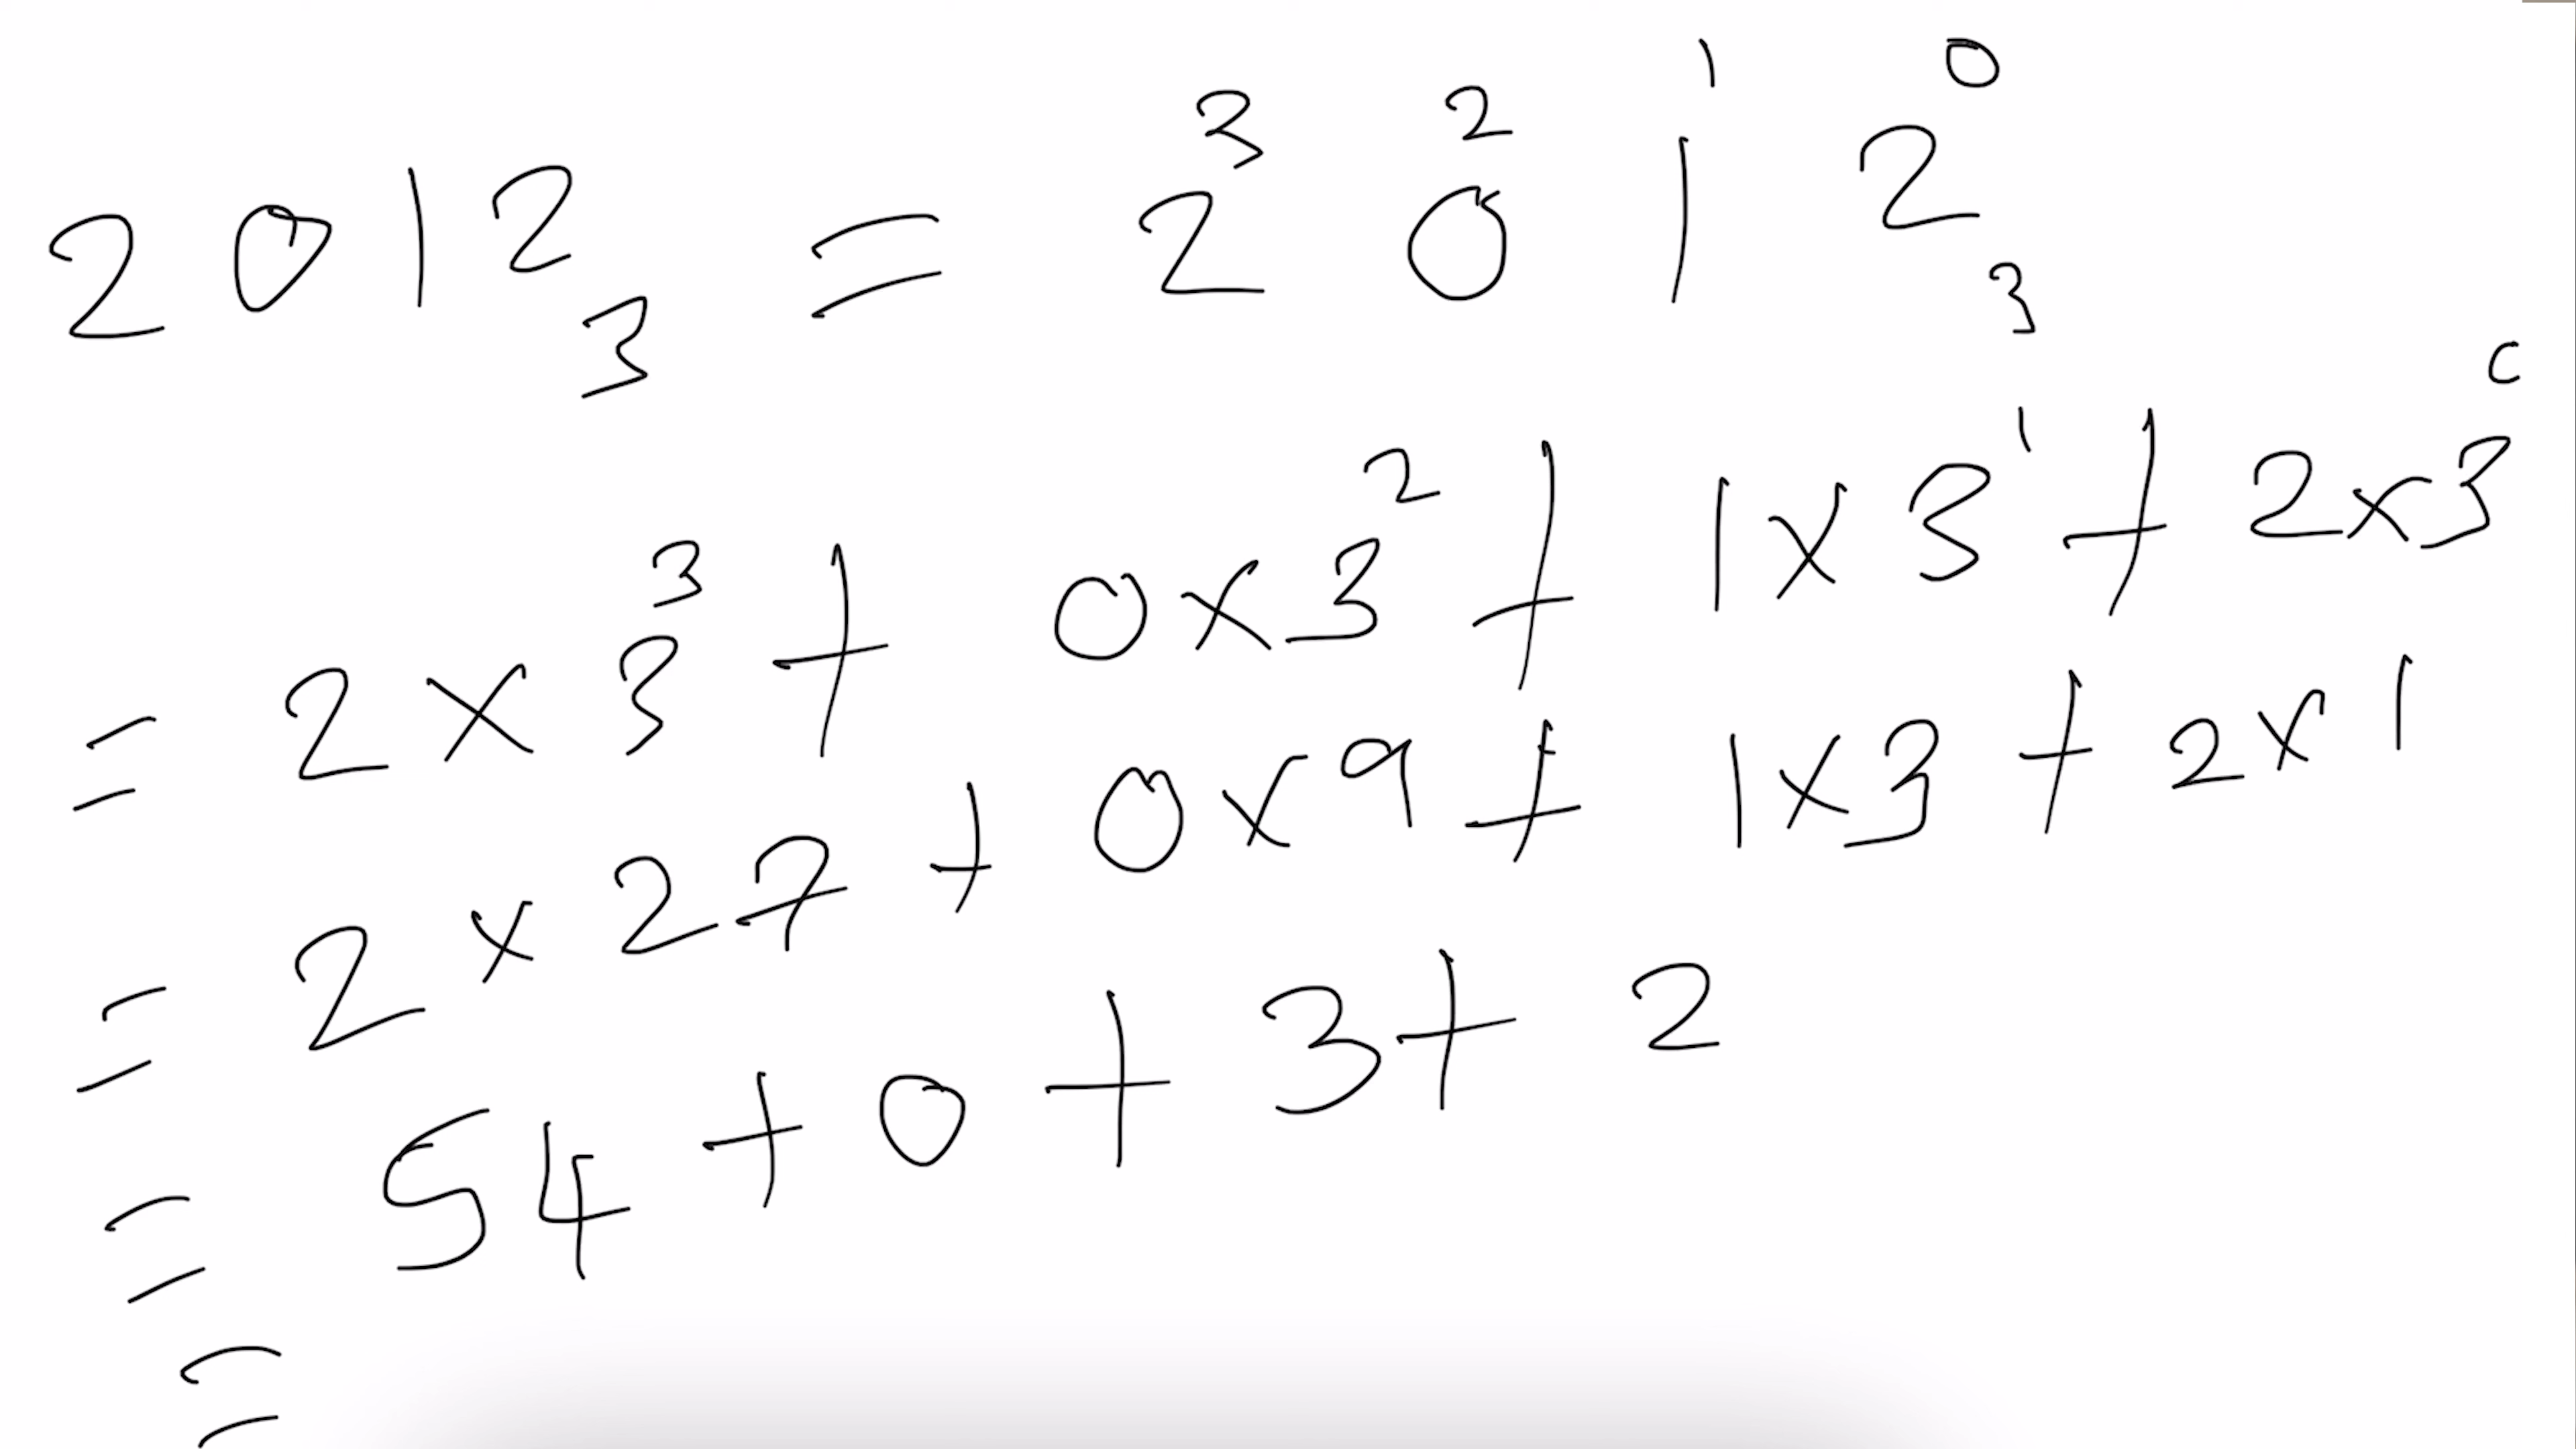 2012₃ = 2³ 0² 1¹ 2⁰₃
= 2 × 3³ + 0 × 3² + 1 × 3¹ + 2 × 3⁰
= 2 × 27 + 0 × 9 + 1 × 3 + 2 × 1
= 54 + 0 + 3 + 2
=